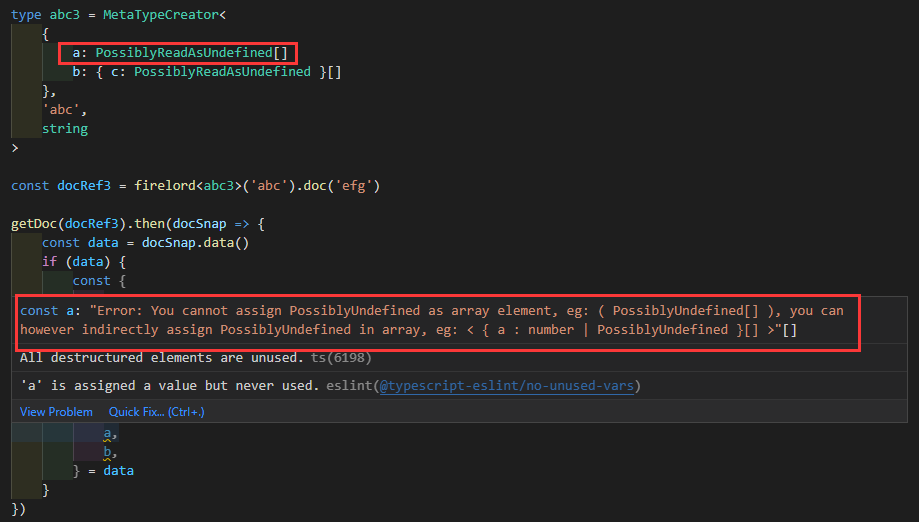 type abc3 = MetaTypeCreator<
{
a: PossiblyReadAsUndefined[]
b: { c: PossiblyReadAsUndefined }[]
},
'abc',
string
>
const docRef3 = firelord<abc3>('abc').doc('efg')
getDoc(docRef3).then(docSnap => {
const data = docSnap.data()
if (data) {
const {
const a: "Error: You cannot assign PossiblyUndefined as array element, eg: ( PossiblyUndefined[] ), you can
however indirectly assign PossiblyUndefined in array, eg: < { a : number | PossiblyUndefined }[] >"[]
All destructured elements are unused. ts(6198)
'a' is assigned a value but never used. eslint(@typescript-eslint/no-unused-vars)
View Problem Quick Fix... (Ctrl+.)
a,
b,
} = data
}
})